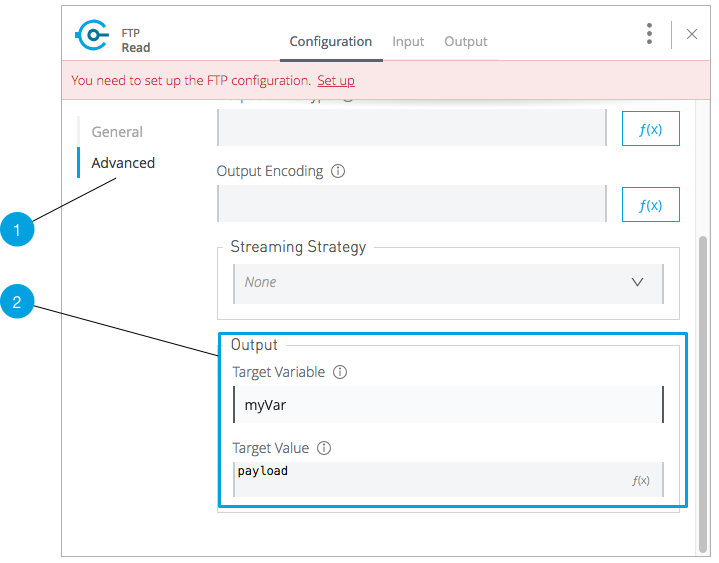 FTP
Read
Configuration Input Output
You need to set up the FTP configuration. Set up
General
Advanced
f(x)
Output Encoding
f(x)
1
Streaming Strategy
None
2
Output
Target Variable
myVar
Target Value
payload
f(x)